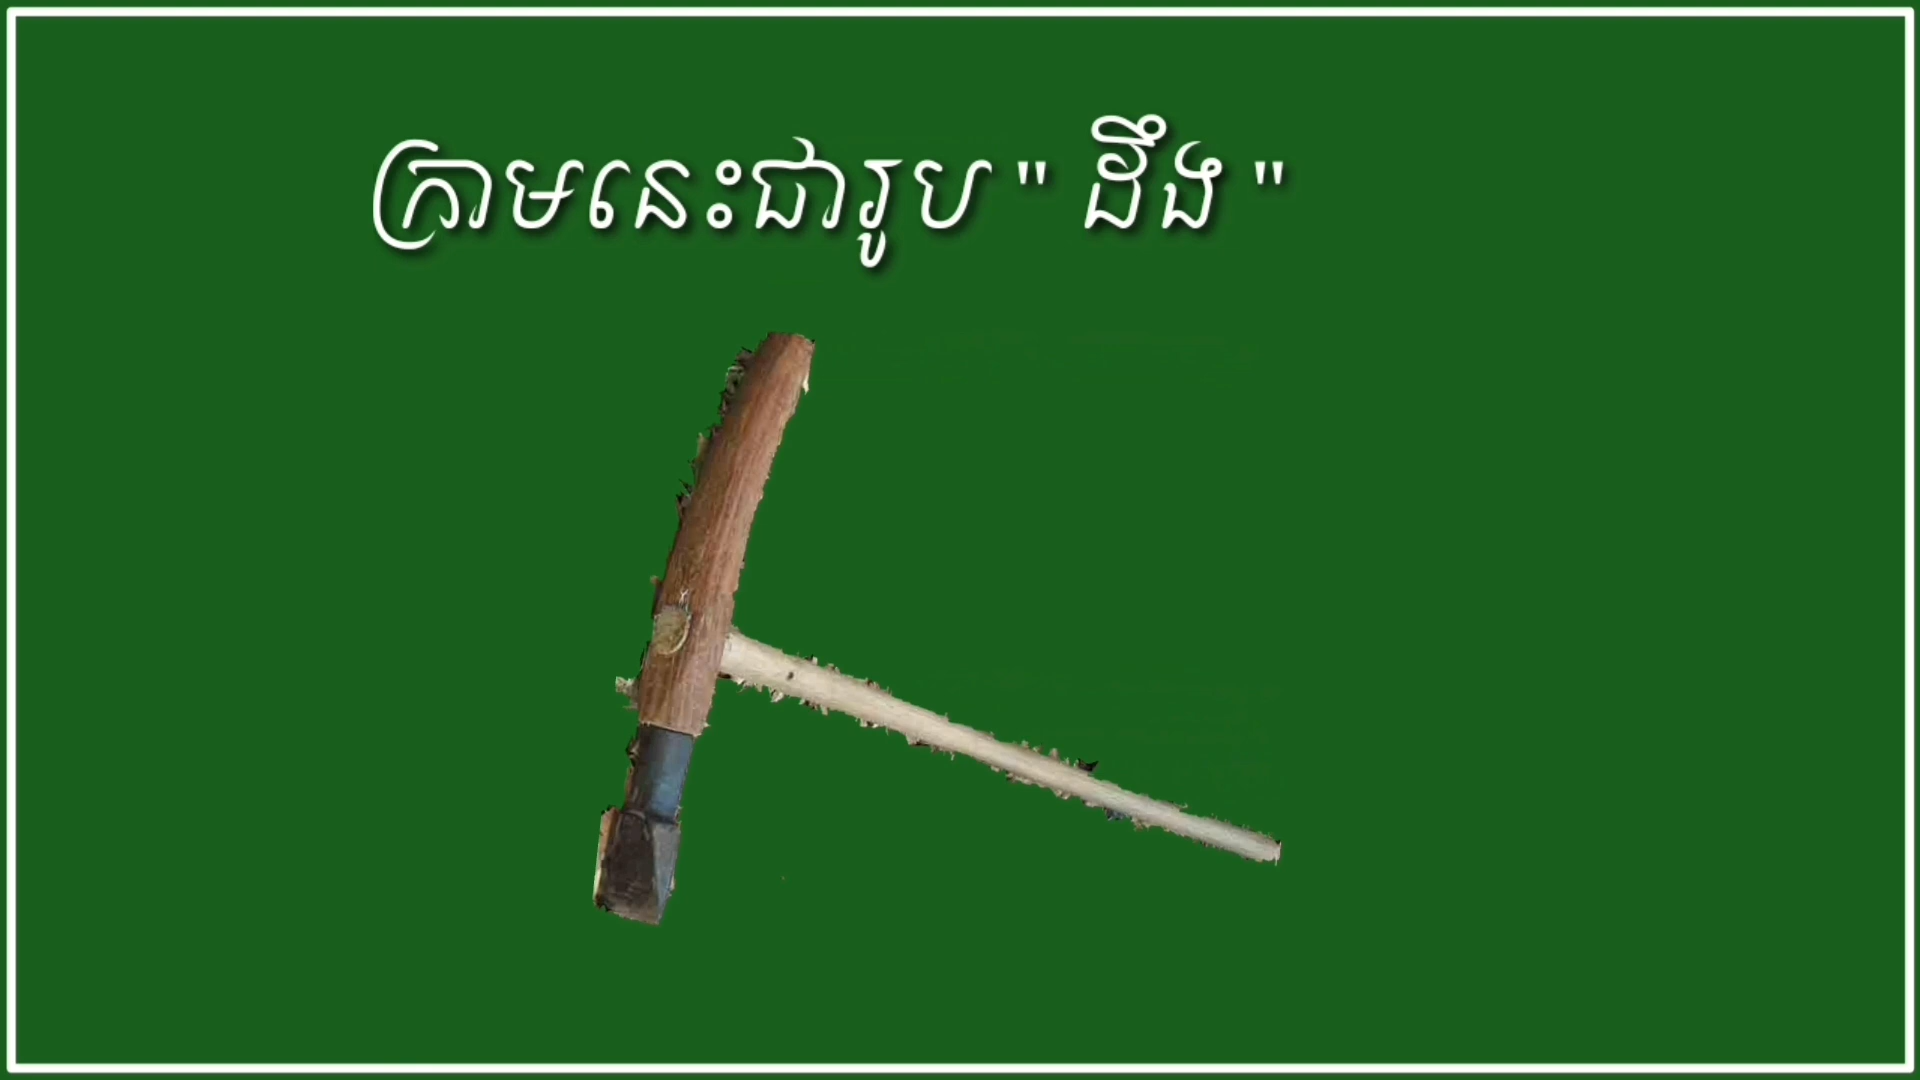 ក្រាមនេះជារូប " ដឹង "